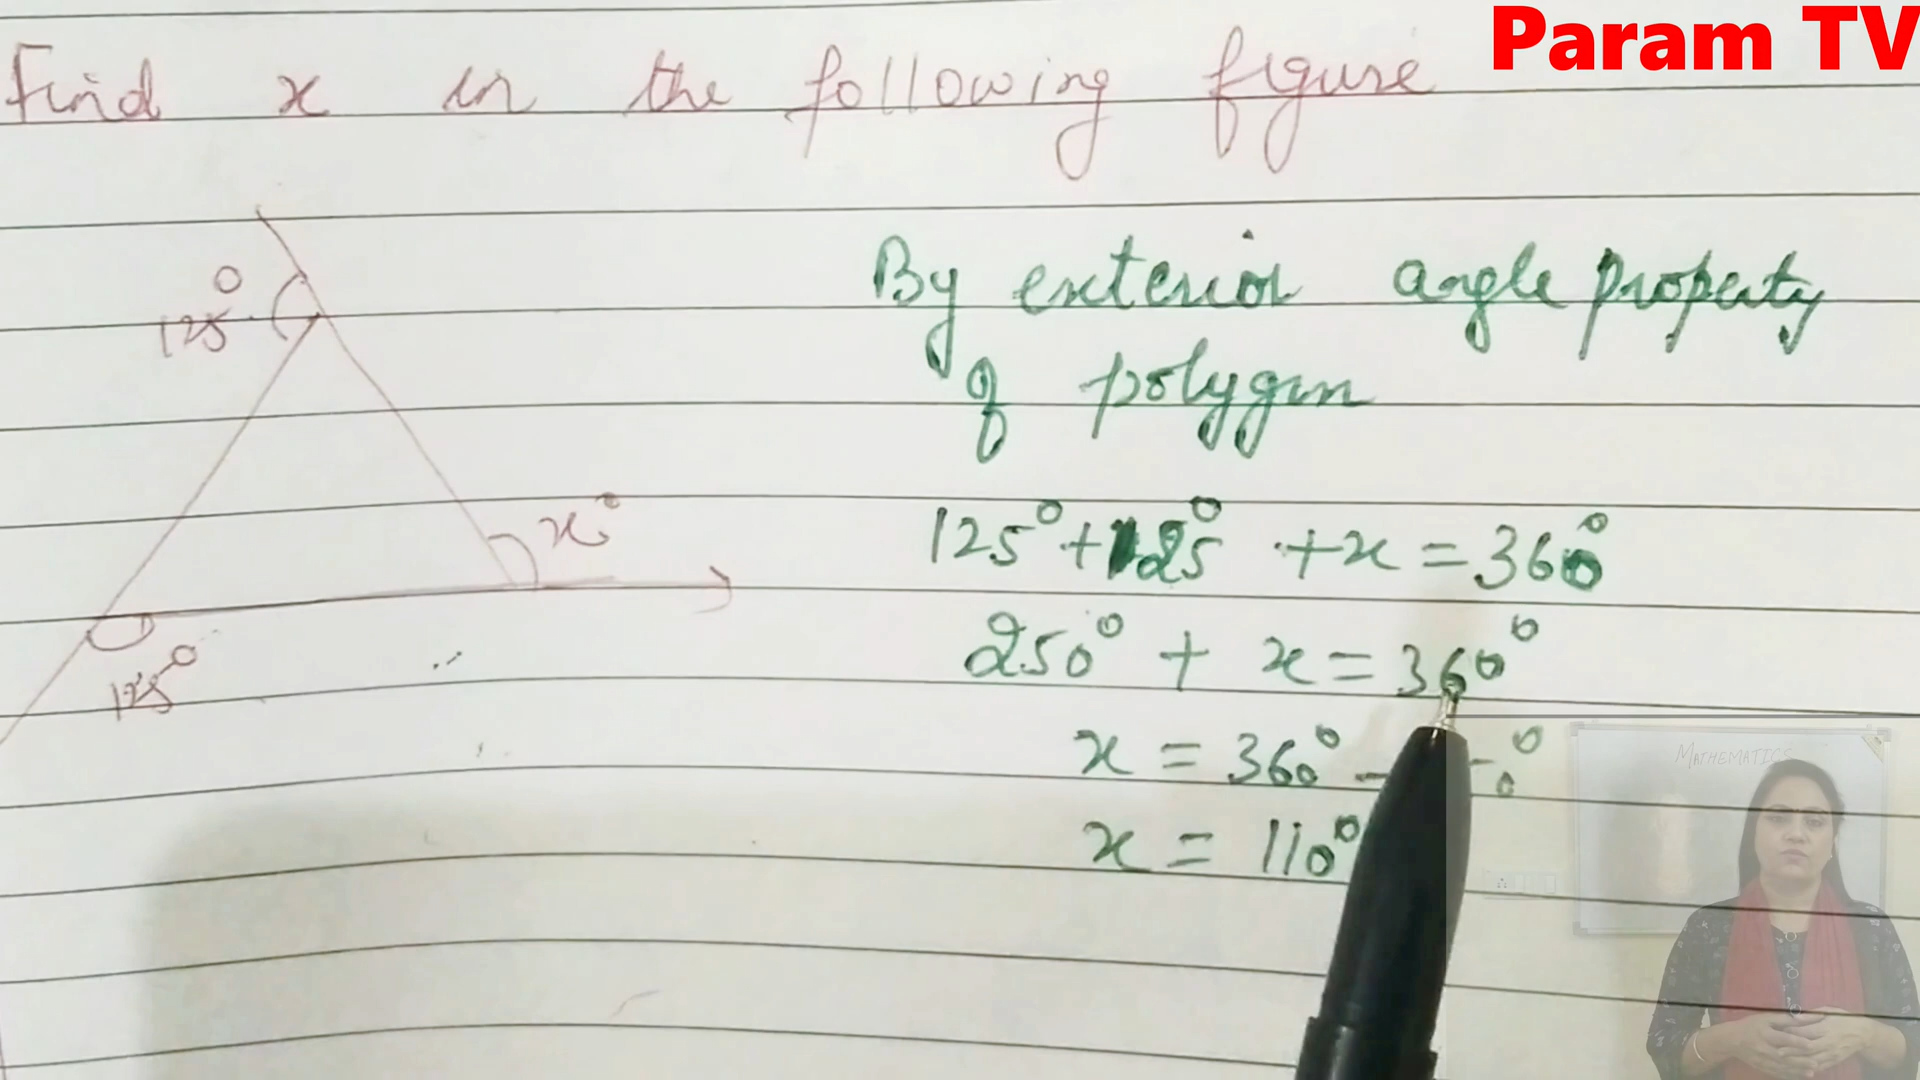 Param TV
Find x in the following figure
125°
x°
125°
By exterior angle property
of polygon
125° + 125° + x = 360°
250° + x = 360°
x = 360° -
x = 110°
MATHEMATICS